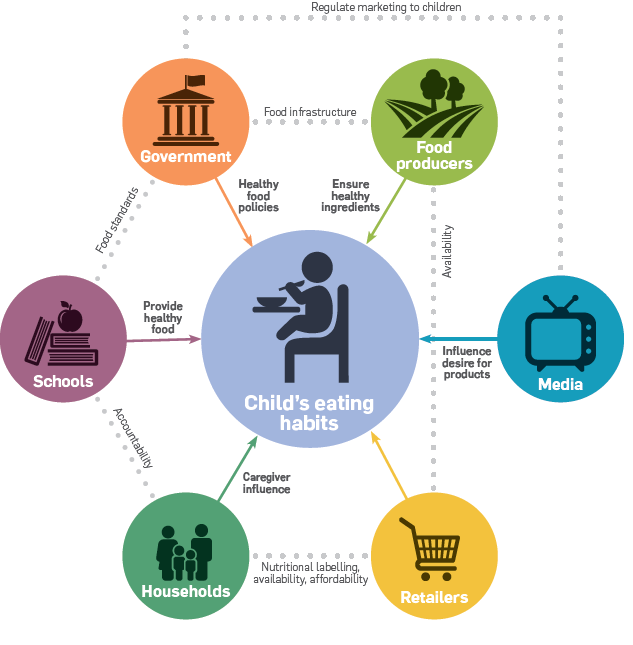 Regulate marketing to children
Government
Food infrastructure
Food
producers
Healthy
food
policies
Ensure
healthy
ingredients
Food standards
Availability
Schools
Provide
healthy
food
Child's eating
habits
Influence
desire for
products
Media
Accountability
Caregiver
influence
Households
Nutritional labelling,
availability, affordability
Retailers